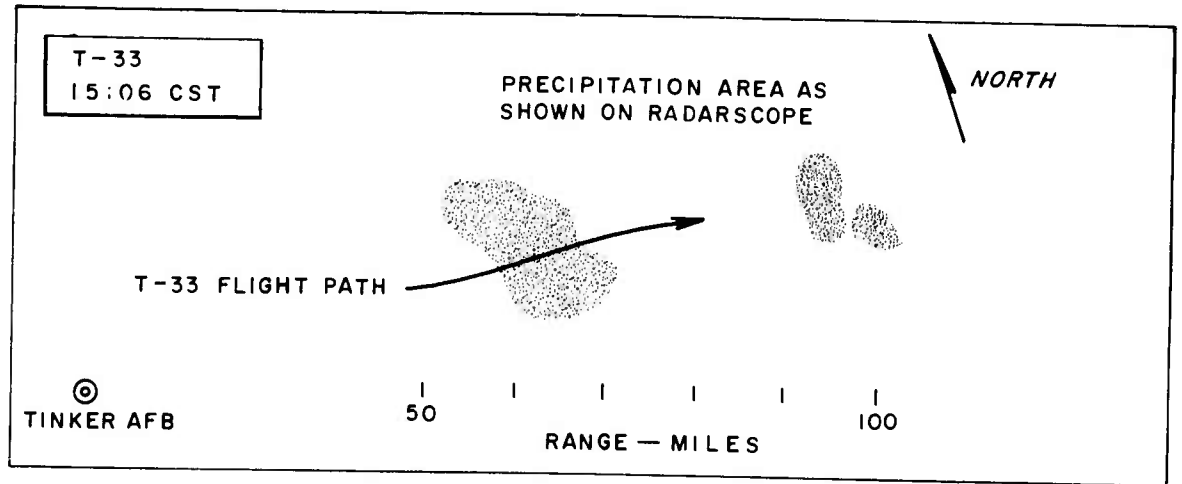 T-33
15:06 CST
PRECIPITATION AREA AS
SHOWN ON RADARSCOPE
NORTH
T-33 FLIGHT PATH
TINKER AFB
50
100
RANGE — MILES